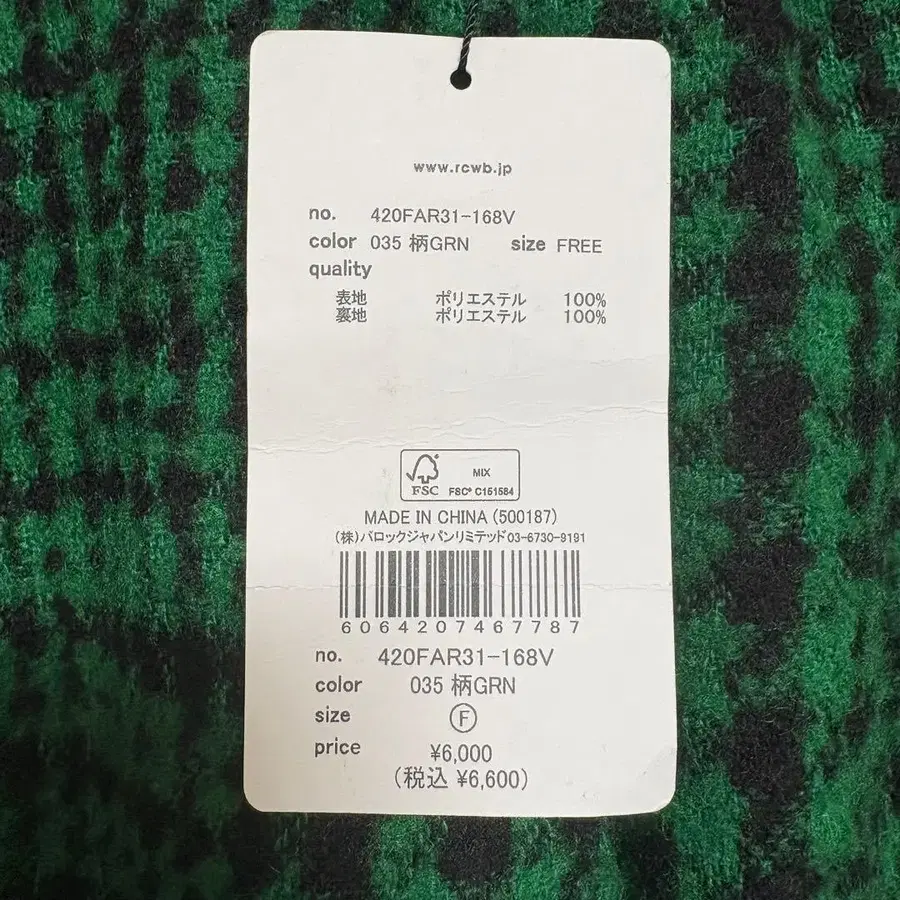 www.rcwb.jp
no. 420FAR31-168V
color 035 柄GRN size FREE
quality
表地 ポリエステル 100%
裏地 ポリエステル 100%
FSC MIX FSC® C151584
MADE IN CHINA (500187)
(株)バロックジャパンリミテッド03-6730-9191
6064207467787
no. 420FAR31-168V
color 035 柄GRN
size Ⓕ
price ¥6,000
(税込 ¥6,600)